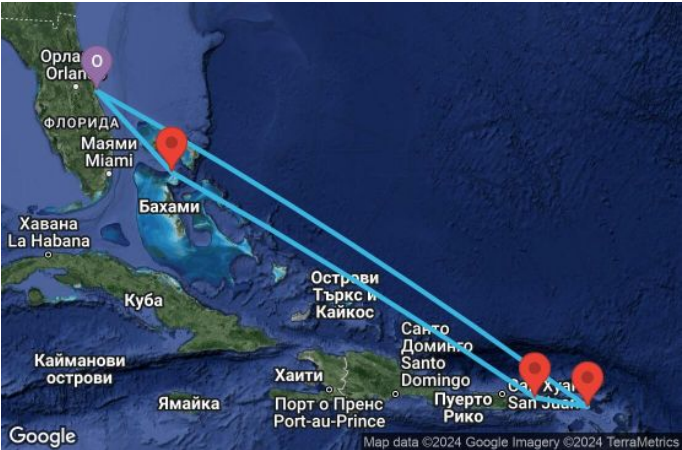 Орла
Orlan
O
ФЛОРИДА
Маями
Miami
Бахами
Хавана
La Habana
Куба
Острови
Търкс и
Кайкос
Кайманови
острови
Ямайка
Хаити
Порт о Пренс
Port-au-Prince
Санто
Доминго
Santo
Domingo
Пуерто
Рико
Сан Хуан
San Juan
Google
Map data ©2024 Google Imagery ©2024 TerraMetrics